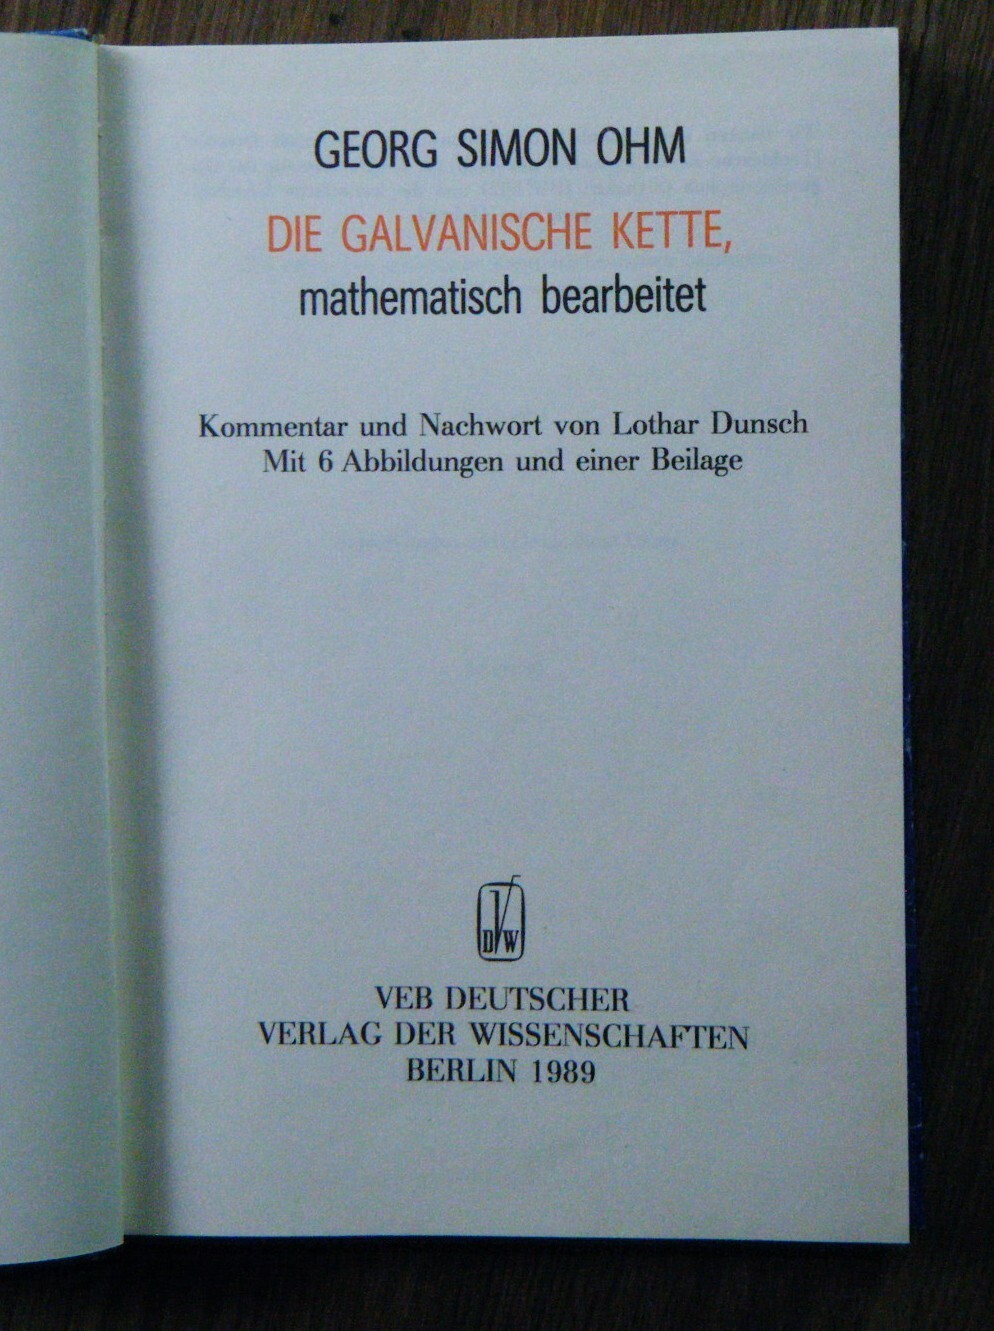 GEORG SIMON OHM
DIE GALVANISCHE KETTE,
mathematisch bearbeitet
Kommentar und Nachwort von Lothar Dunsch
Mit 6 Abbildungen und einer Beilage
DVW
VEB DEUTSCHER
VERLAG DER WISSENSCHAFTEN
BERLIN 1989